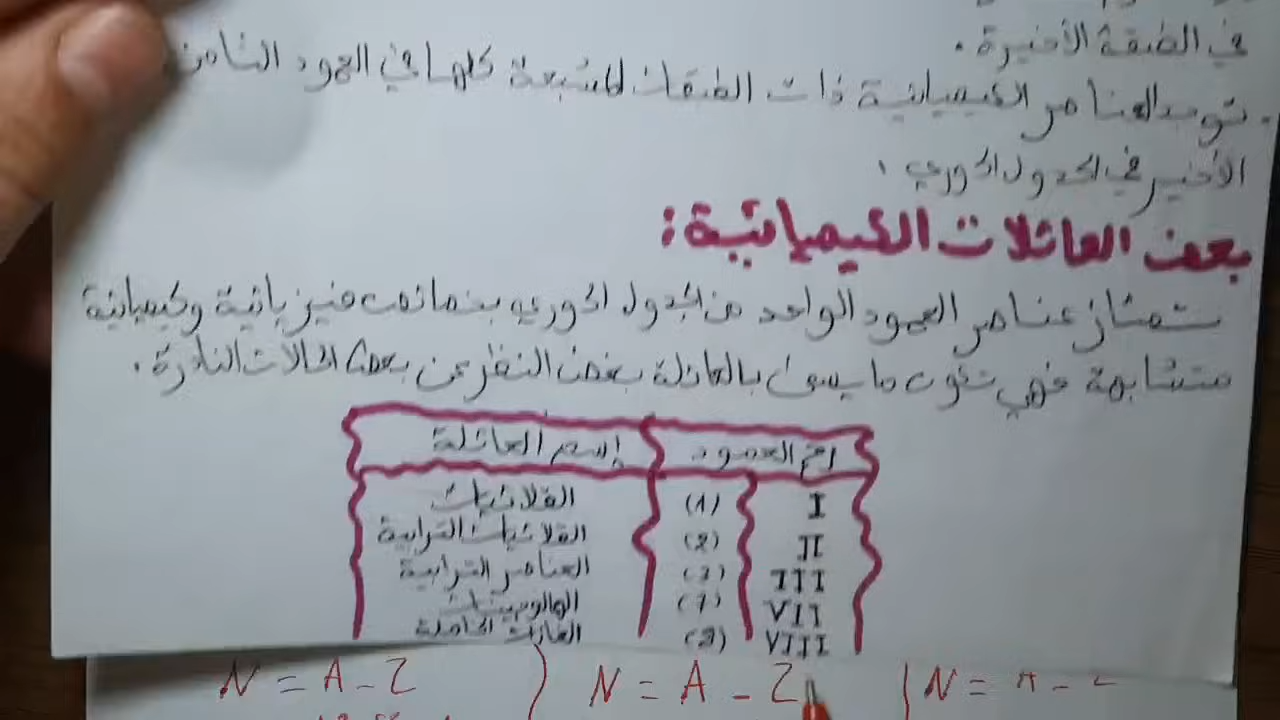 في الطبقة الأخيرة.
. توجد العناصر الكيميائية ذات الطبقات المشبعة كلها في العمود الثامن
الأخير في الجدول الدوري.
بعض العائلات الكيميائية:
تمتاز عناصر العمود الواحد من الجدول الدوري بخصائص فيزيائية وكيميائية
متشابهة فهي تكون ما يسمى بالعائلة بغض النظر عن بعض الحالات النادرة.
رقم العمود إسم العائلة
I (1) القلائيات
II (2) القلائيات الترابية
III (3) العناصر الترابية
VII (7) الهالوجينات
VIII (8) الغازات الخاملة
N = A - Z ) N = A - Z | N = A - Z